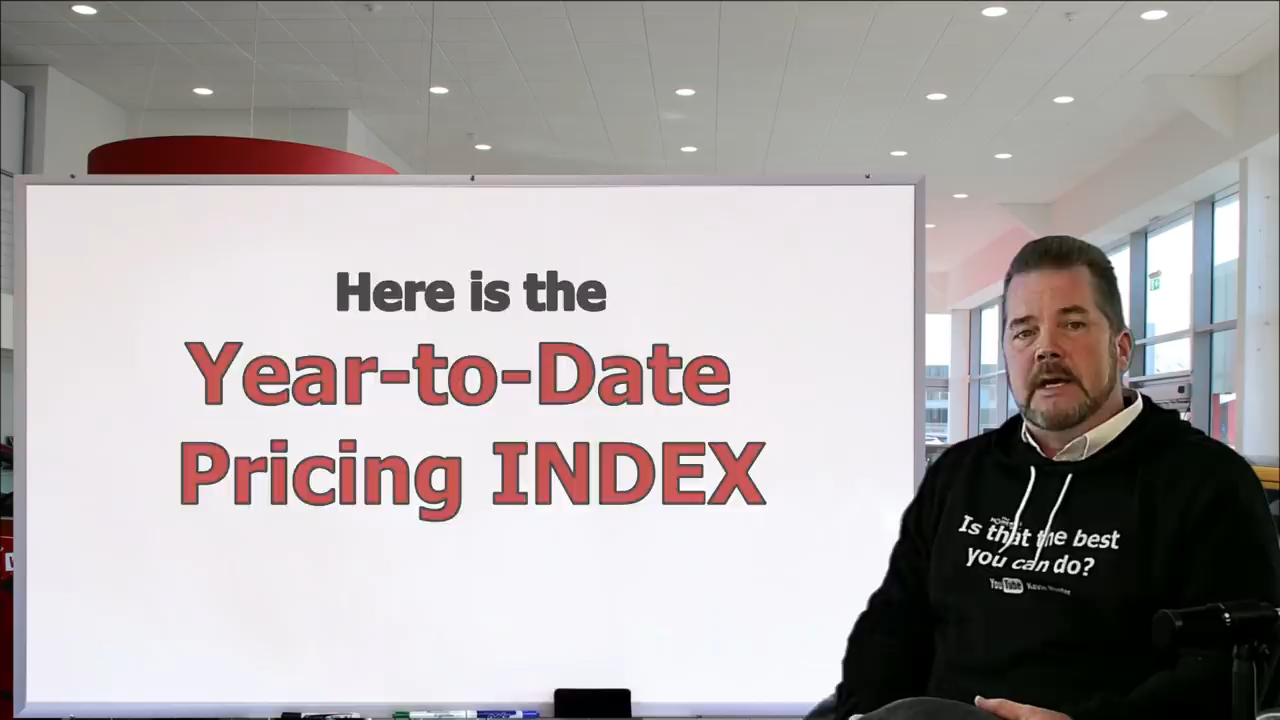 Here is the
Year-to-Date
Pricing INDEX
Is that the best
you can do?
YouTube